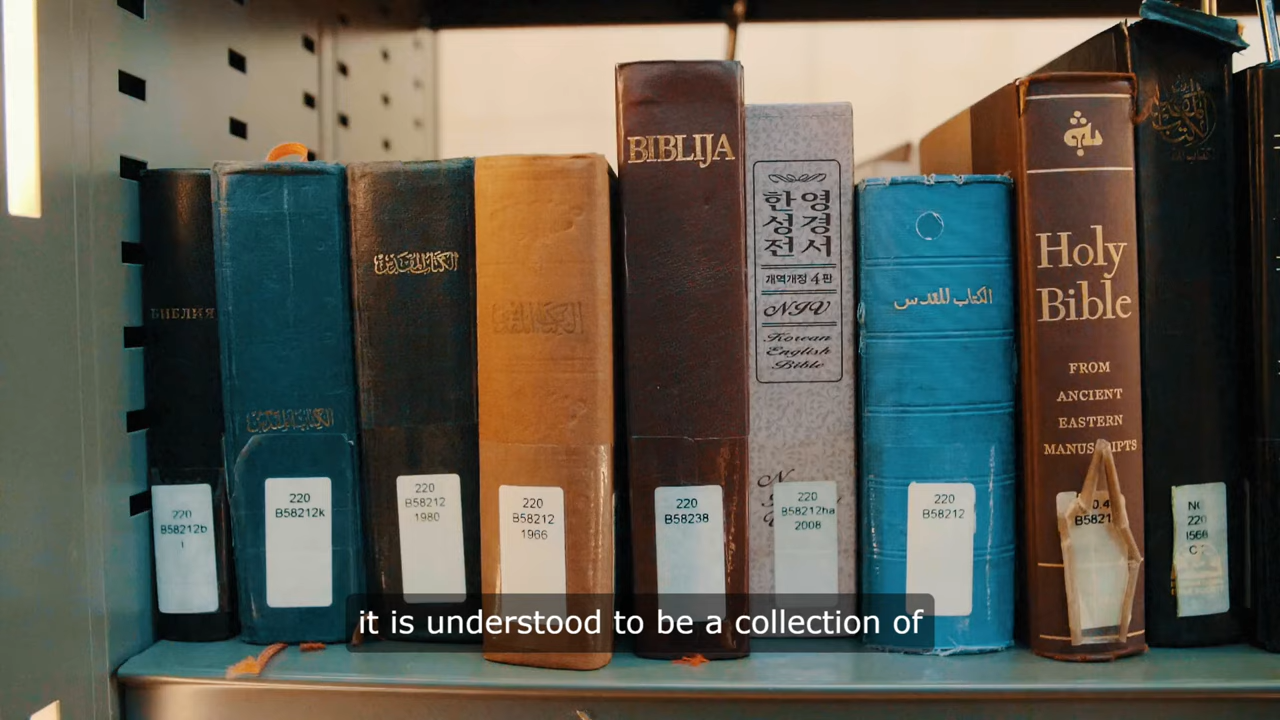 БИБЛИЯ
220
B58212b
الكتاب المقدس
220
B58212k
الكتاب المقدس
220
B58212
1980
الكتاب المقدس
220
B58212
1966
BIBLIJA
220
B58238
한영
성경
전서
개역개정 4판
NIV
Korean
English
Bible
220
B58212ha
2008
الكتاب المقدس
220
B58212
Holy
Bible
FROM
ANCIENT
EASTERN
MANUSCRIPTS
B5821
220
I566
it is understood to be a collection of